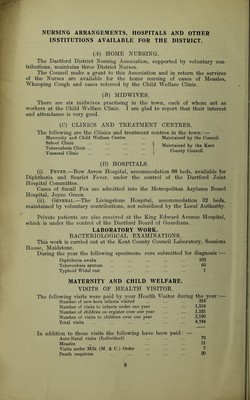 NURSING ARRANGEMENTS, HOSPITALS AND OTHER
INSTITUTIONS AVAILABLE FOR THE DISTRICT.
(A) HOME NURSING.
The Dartford District Nursing Association, supported by voluntary con-
tributions, maintains three District Nurses.
The Council make a grant to this Association and in return the services
of the Nurses are available for the home nursing of cases of Measles,
Whooping Cough and cases referred by the Child Welfare Clinic.
(B) MIDWIVES.
There are six midwives practising in the town, each of whom act as
workers at the Child Welfare Clinic. I am glad to report that their interest
and attendance is very good.
(C) CLINICS AND TREATMENT CENTRES.
The following are the Clinics and treatment centres in the town:—
Maternity and Child Welfare Centre ... Maintained by the Council.
School Clinic
Tuberculosis Clinic ... Maintained by the Kent
Venereal Clinic County Council.
(D) HOSPITALS.
(i). FEVER.—Bow Arrow Hospital, accommodation 88 beds, available for
Diphtheria and Scarlet Fever, under the control of the Dartford Joint
Hospital Committee.
Cases of Small Pox are admitted into the Metropolitan Asylums Board
Hospital, Joyce Green.
(ii). GENERAL.—The Livingstone Hospital, accommodation 32 beds,
maintained by voluntary contributions, not subsidised by the Local Authority.
Private patients are also received at the King Edward Avenue Hospital,
which is under the control of the Dartford Board of Guardians.
LABORATORY WORK.
BACTERIOLOGICAL EXAMINATIONS.
This work is carried out at the Kent County Council Laboratory, Sessions
House, Maidstone.
During the year the following specimens were submitted for diagnosis:—
Diphtheria swabs
Tuberculosis sputum
Typhoid Widal test 1
MATERNITY AND CHILD WELFARE.
VISITS OF HEALTH VISITOR.
The following visits were paid by your Health Visitor during the year:—
Number of new-born infants visited
Number of visits to infants under one year
Number of children on register over one year
Number of visits to children over one year
Total visits
In addition to these visits the following have been paid:—
Ante-Natal visits (Individual)
Measles
Visits under Milk (M. & C.) Order
Death inquiries 20
6